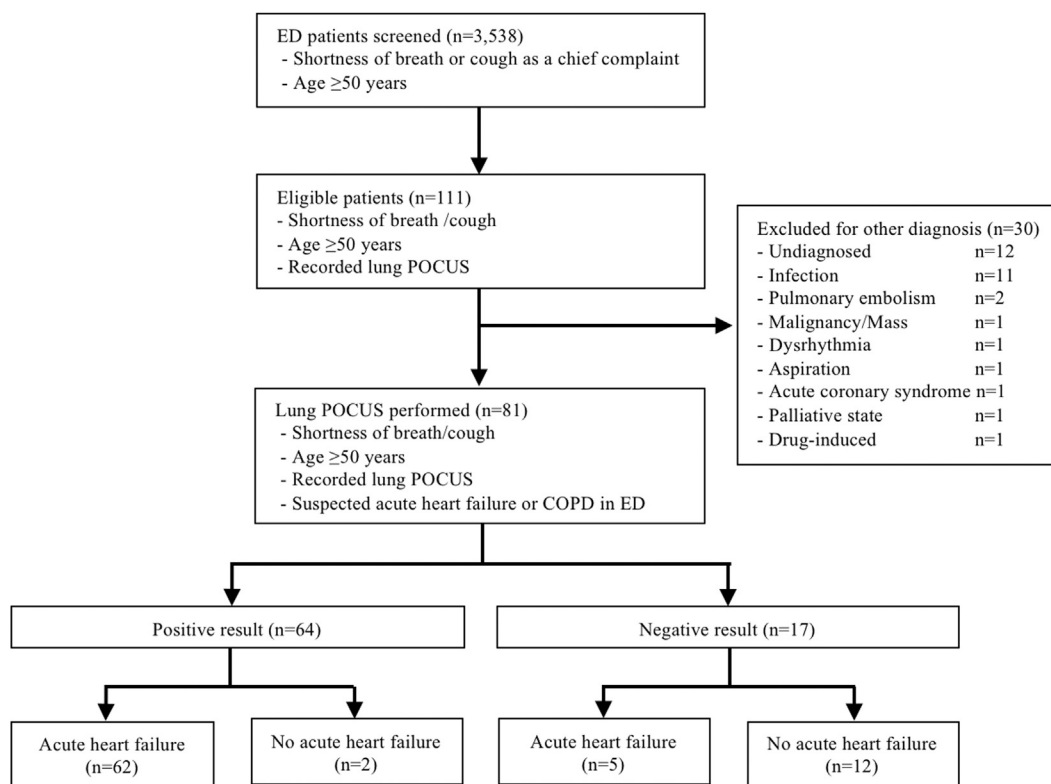 ED patients screened (n=3,538)
- Shortness of breath or cough as a chief complaint
- Age ≥50 years
Eligible patients (n=111)
- Shortness of breath /cough
- Age ≥50 years
- Recorded lung POCUS
Excluded for other diagnosis (n=30)
- Undiagnosed n=12
- Infection n=11
- Pulmonary embolism n=2
- Malignancy/Mass n=1
- Dysrhythmia n=1
- Aspiration n=1
- Acute coronary syndrome n=1
- Palliative state n=1
- Drug-induced n=1
Lung POCUS performed (n=81)
- Shortness of breath/cough
- Age ≥50 years
- Recorded lung POCUS
- Suspected acute heart failure or COPD in ED
Positive result (n=64)
Negative result (n=17)
Acute heart failure
(n=62)
No acute heart failure
(n=2)
Acute heart failure
(n=5)
No acute heart failure
(n=12)